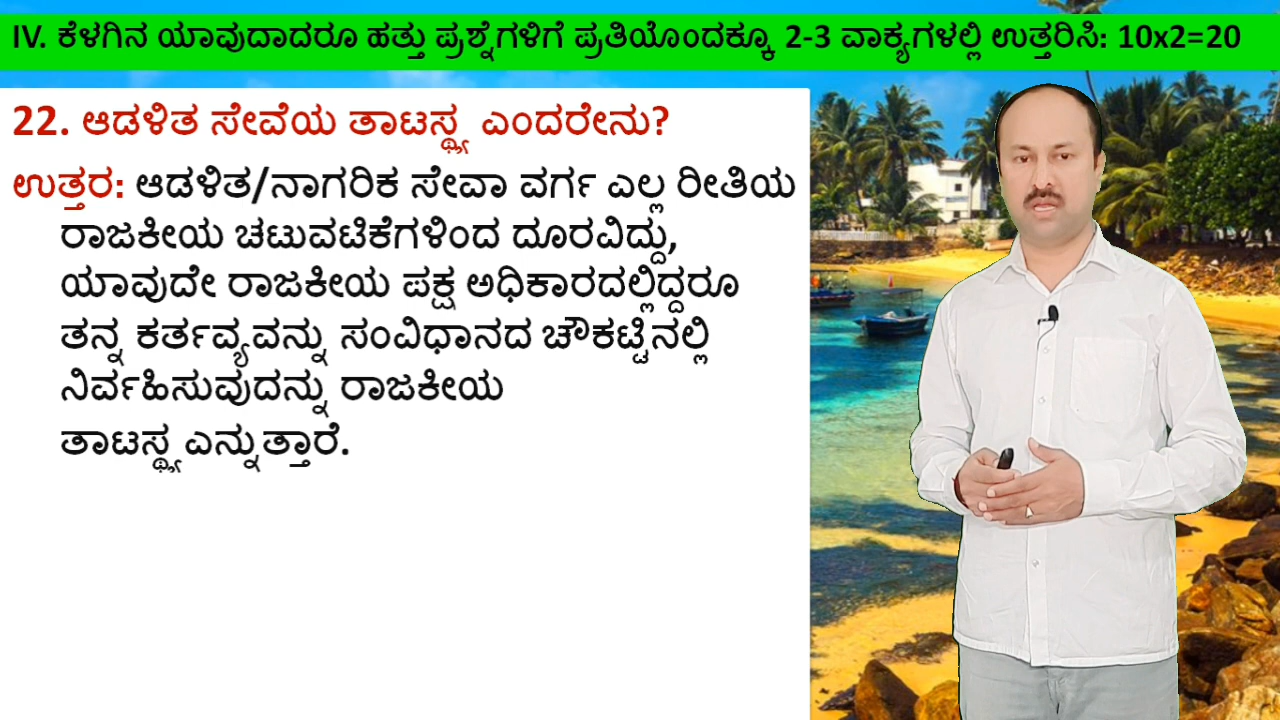 IV. ಕೆಳಗಿನ ಯಾವುದಾದರೂ ಹತ್ತು ಪ್ರಶ್ನೆಗಳಿಗೆ ಪ್ರತಿಯೊಂದಕ್ಕೂ 2-3 ವಾಕ್ಯಗಳಲ್ಲಿ ಉತ್ತರಿಸಿ: 10x2=20
22. ಆಡಳಿತ ಸೇವೆಯ ತಾಟಸ್ಥ್ಯ ಎಂದರೇನು?
ಉತ್ತರ: ಆಡಳಿತ/ನಾಗರಿಕ ಸೇವಾ ವರ್ಗ ಎಲ್ಲ ರೀತಿಯ
ರಾಜಕೀಯ ಚಟುವಟಿಕೆಗಳಿಂದ ದೂರವಿದ್ದು,
ಯಾವುದೇ ರಾಜಕೀಯ ಪಕ್ಷ ಅಧಿಕಾರದಲ್ಲಿದ್ದರೂ
ತನ್ನ ಕರ್ತವ್ಯವನ್ನು ಸಂವಿಧಾನದ ಚೌಕಟ್ಟಿನಲ್ಲಿ
ನಿರ್ವಹಿಸುವುದನ್ನು ರಾಜಕೀಯ
ತಾಟಸ್ಥ್ಯ ಎನ್ನುತ್ತಾರೆ.